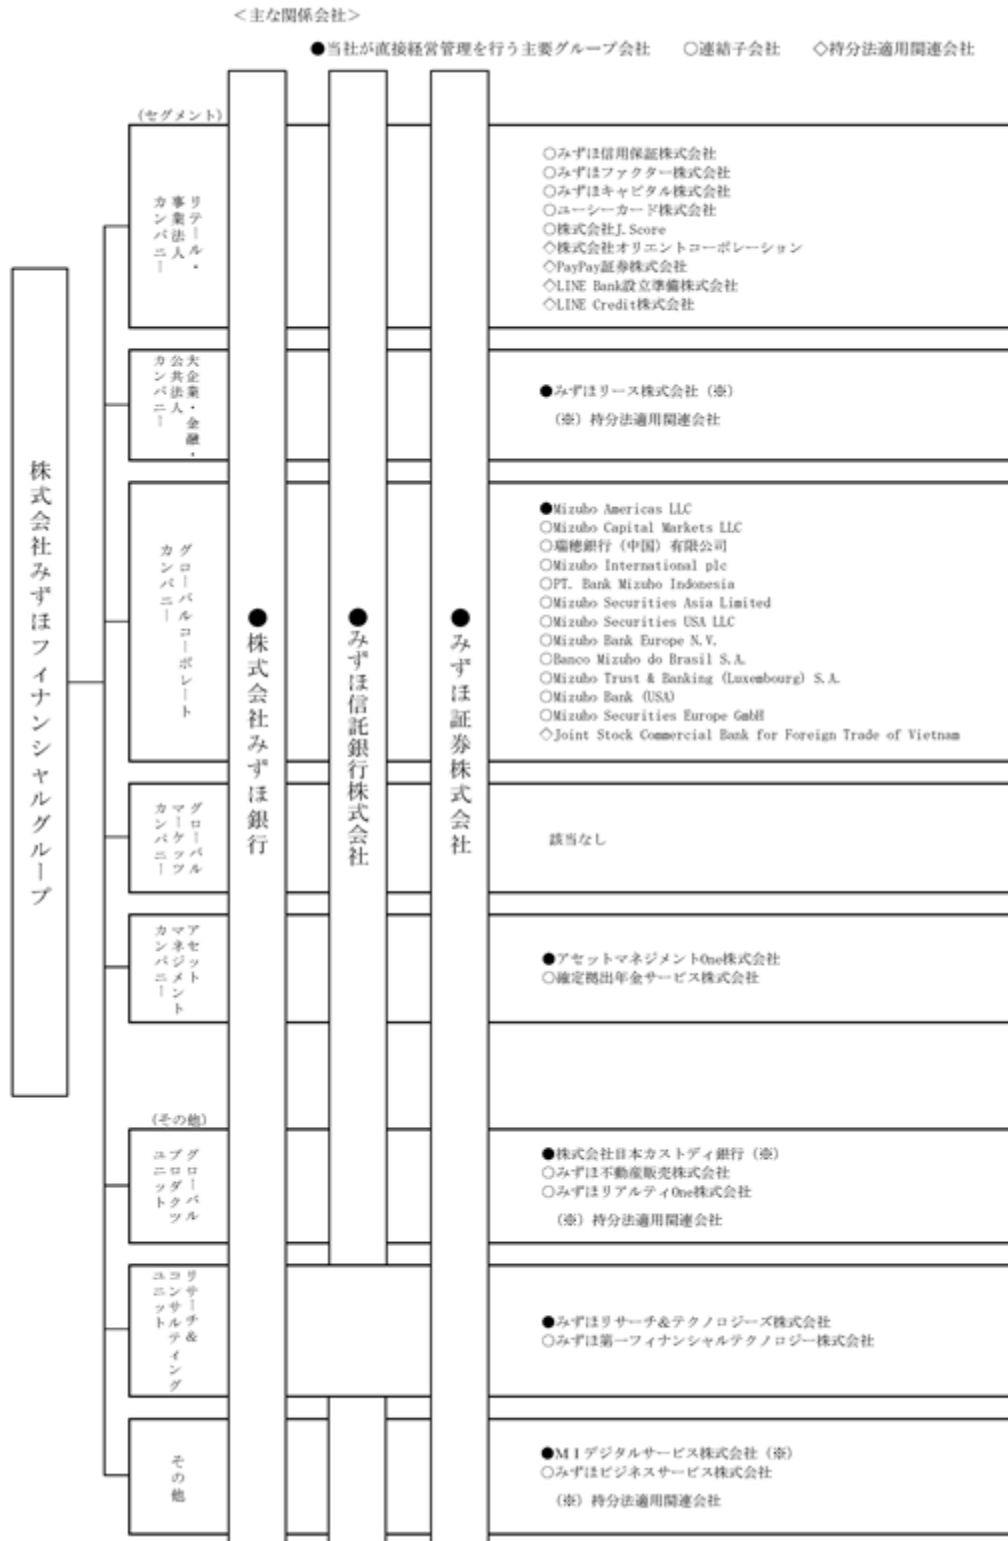 <主な関係会社>
●当社が直接経営管理を行う主要グループ会社 ○連結子会社 ◇持分法適用関連会社
株式会社みずほフィナンシャルグループ
(セグメント)
●株式会社みずほ銀行
●みずほ信託銀行株式会社
●みずほ証券株式会社
リテール・
事業法人
カンパニー
○みずほ信用保証株式会社
○みずほファクター株式会社
○みずほキャピタル株式会社
○ユーシーカード株式会社
○株式会社J.Score
◇株式会社オリエントコーポレーション
◇PayPay証券株式会社
◇LINE Bank設立準備株式会社
◇LINE Credit株式会社
大企業・金融・
公共法人
カンパニー
●みずほリース株式会社(※)
(※)持分法適用関連会社
グローバルコーポレート
カンパニー
●Mizuho Americas LLC
○Mizuho Capital Markets LLC
○瑞穂銀行(中国)有限公司
○Mizuho International plc
○PT. Bank Mizuho Indonesia
○Mizuho Securities Asia Limited
○Mizuho Securities USA LLC
○Mizuho Bank Europe N.V.
○Banco Mizuho do Brasil S.A.
○Mizuho Trust & Banking (Luxembourg) S.A.
○Mizuho Bank (USA)
○Mizuho Securities Europe GmbH
◇Joint Stock Commercial Bank for Foreign Trade of Vietnam
グローバル
マーケッツ
カンパニー
該当なし
アセット
マネジメント
カンパニー
●アセットマネジメントOne株式会社
○確定拠出年金サービス株式会社
(その他)
グローバル
プロダクツ
ユニット
●株式会社日本カストディ銀行(※)
○みずほ不動産販売株式会社
○みずほリアルティOne株式会社
(※)持分法適用関連会社
リサーチ&
コンサルティング
ユニット
●みずほリサーチ&テクノロジーズ株式会社
○みずほ第一フィナンシャルテクノロジー株式会社
その他
●MIデジタルサービス株式会社(※)
○みずほビジネスサービス株式会社
(※)持分法適用関連会社